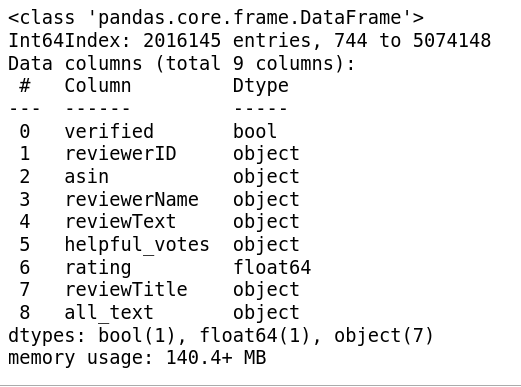 <class 'pandas.core.frame.DataFrame'>
Int64Index: 2016145 entries, 744 to 5074148
Data columns (total 9 columns):
 #   Column         Dtype
---  ------         -----
 0   verified       bool
 1   reviewerID     object
 2   asin           object
 3   reviewerName   object
 4   reviewText     object
 5   helpful_votes  object
 6   rating         float64
 7   reviewTitle    object
 8   all_text       object
dtypes: bool(1), float64(1), object(7)
memory usage: 140.4+ MB